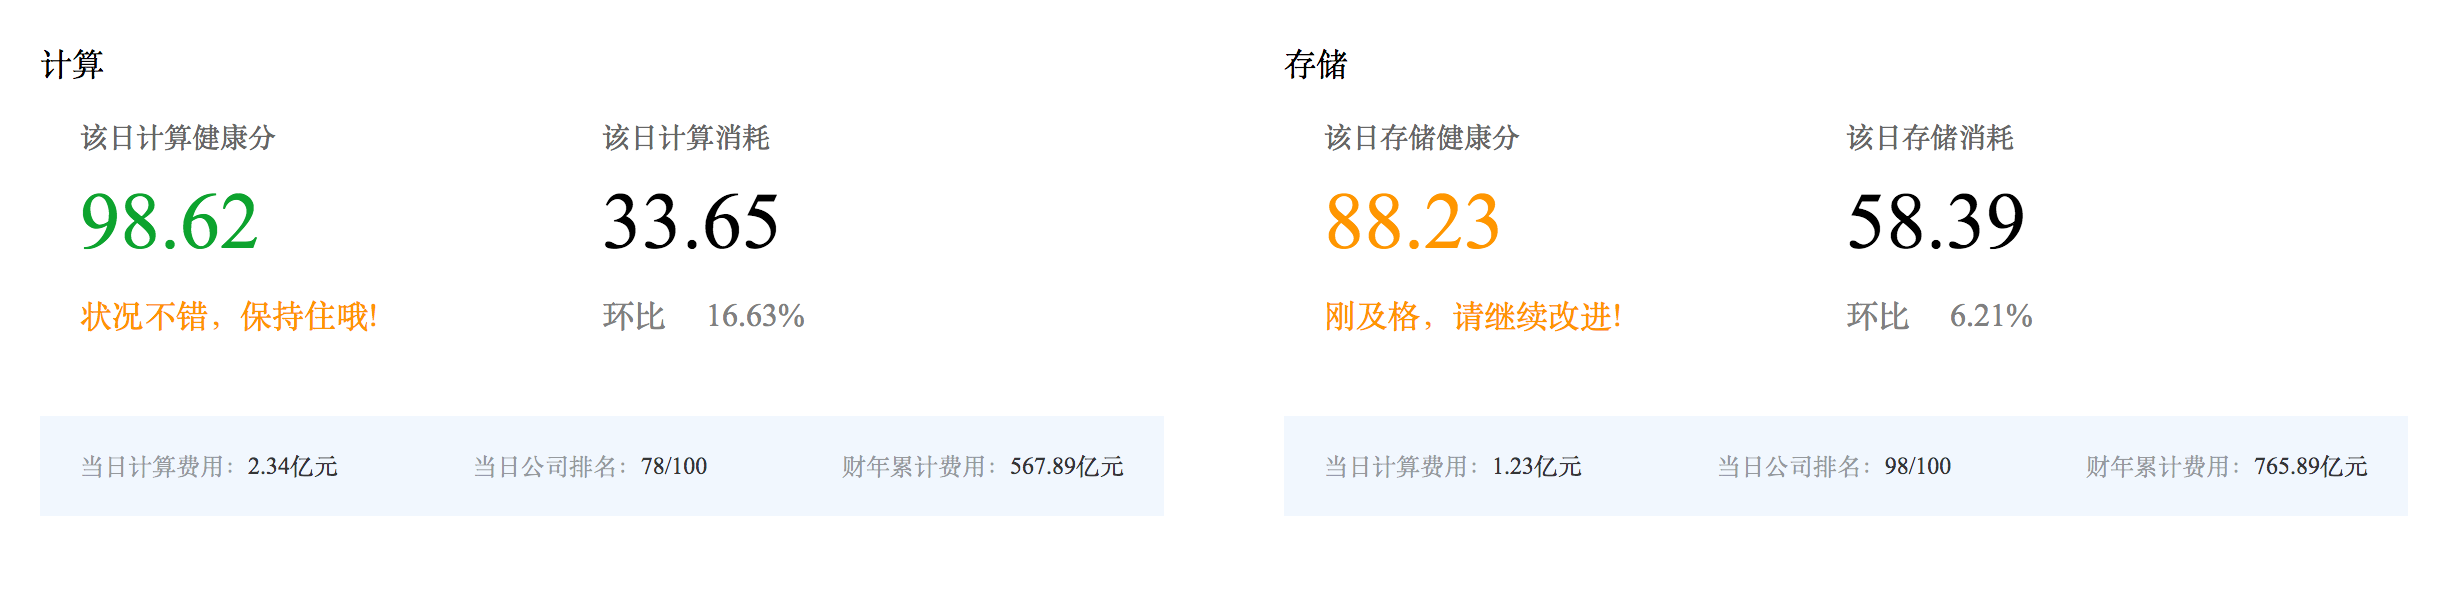 计算
该日计算健康分
98.62
状况不错，保持住哦!
该日计算消耗
33.65
环比 16.63%
当日计算费用：2.34亿元
当日公司排名：78/100
财年累计费用：567.89亿元
存储
该日存储健康分
88.23
刚及格，请继续改进!
该日存储消耗
58.39
环比 6.21%
当日计算费用：1.23亿元
当日公司排名：98/100
财年累计费用：765.89亿元